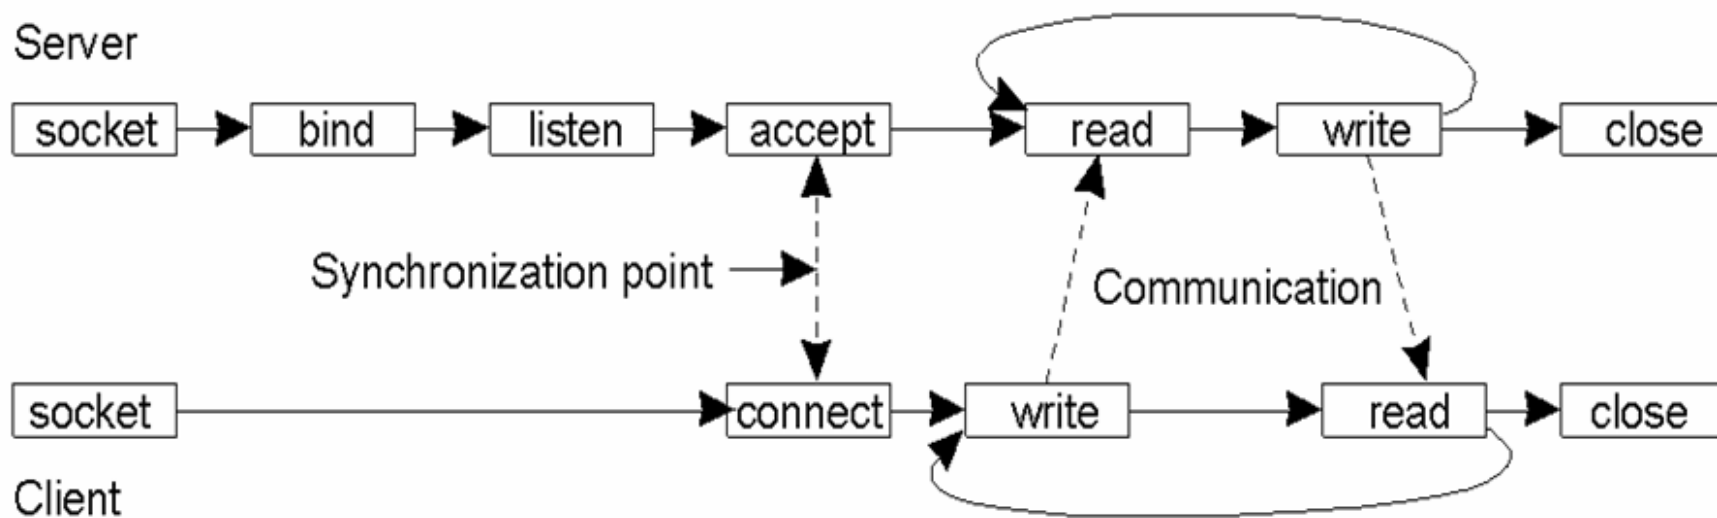 Server
socket bind listen accept read write close
Synchronization point
Communication
socket connect write read close
Client